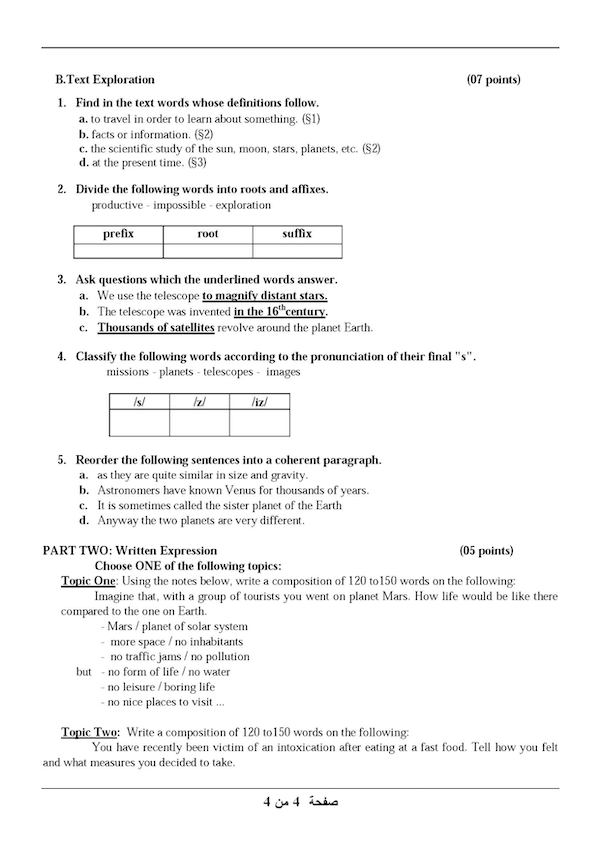 B.Text Exploration (07 points)
1. Find in the text words whose definitions follow.
a. to travel in order to learn about something. (§1)
b. facts or information. (§2)
c. the scientific study of the sun, moon, stars, planets, etc. (§2)
d. at the present time. (§3)
2. Divide the following words into roots and affixes.
productive - impossible - exploration
prefix root suffix
3. Ask questions which the underlined words answer.
a. We use the telescope to magnify distant stars.
b. The telescope was invented in the 16thcentury.
c. Thousands of satellites revolve around the planet Earth.
4. Classify the following words according to the pronunciation of their final "s".
missions - planets - telescopes - images
/s/ /z/ /iz/
5. Reorder the following sentences into a coherent paragraph.
a. as they are quite similar in size and gravity.
b. Astronomers have known Venus for thousands of years.
c. It is sometimes called the sister planet of the Earth
d. Anyway the two planets are very different.
PART TWO: Written Expression (05 points)
Choose ONE of the following topics:
Topic One: Using the notes below, write a composition of 120 to150 words on the following:
Imagine that, with a group of tourists you went on planet Mars. How life would be like there
compared to the one on Earth.
- Mars / planet of solar system
- more space / no inhabitants
- no traffic jams / no pollution
but - no form of life / no water
- no leisure / boring life
- no nice places to visit ...
Topic Two: Write a composition of 120 to150 words on the following:
You have recently been victim of an intoxication after eating at a fast food. Tell how you felt
and what measures you decided to take.
صفحة 4 من 4